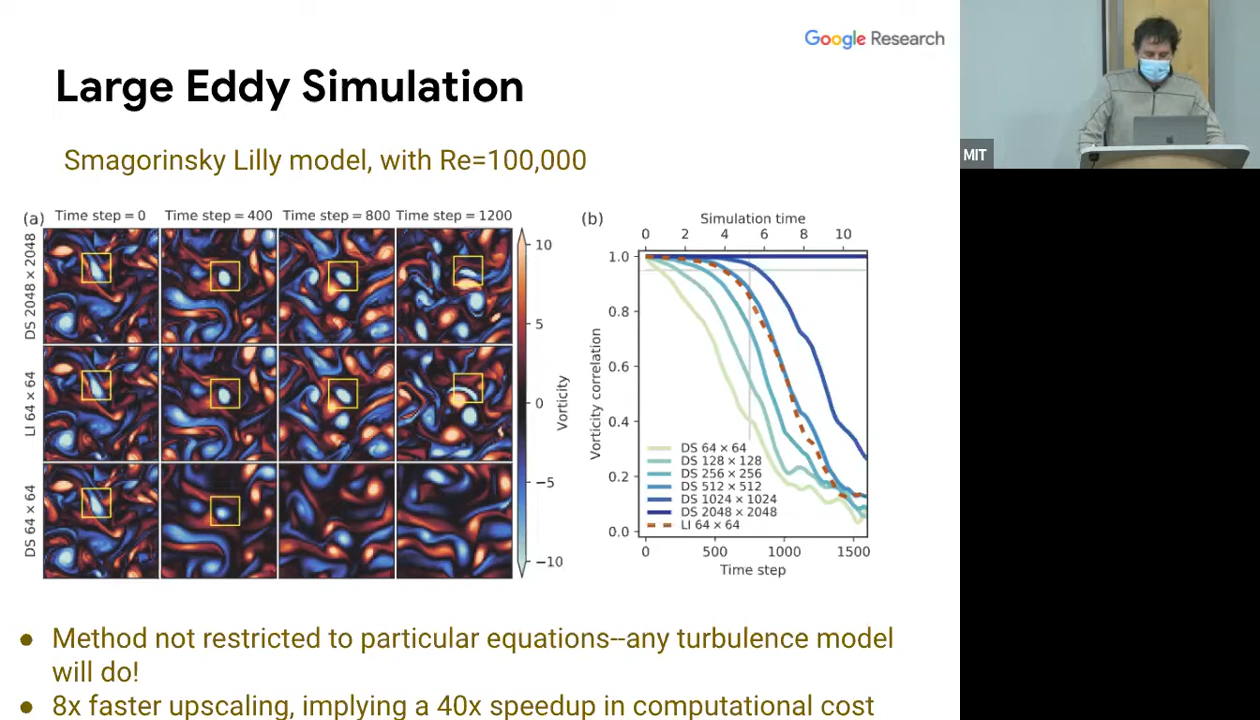 Google Research
Large Eddy Simulation
MIT
Smagorinsky Lilly model, with Re=100,000
(a) Time step = 0 Time step = 400 Time step = 800 Time step = 1200
DS 2048 × 2048
LI 64 × 64
DS 64 × 64
10
5
0
−5
−10
Vorticity
(b)
Simulation time
0 2 4 6 8 10
1.0
0.8
0.6
0.4
0.2
0.0
Vorticity correlation
DS 64 × 64
DS 128 × 128
DS 256 × 256
DS 512 × 512
DS 1024 × 1024
DS 2048 × 2048
LI 64 × 64
0 500 1000 1500
Time step
● Method not restricted to particular equations--any turbulence model
will do!
● 8x faster upscaling, implying a 40x speedup in computational cost